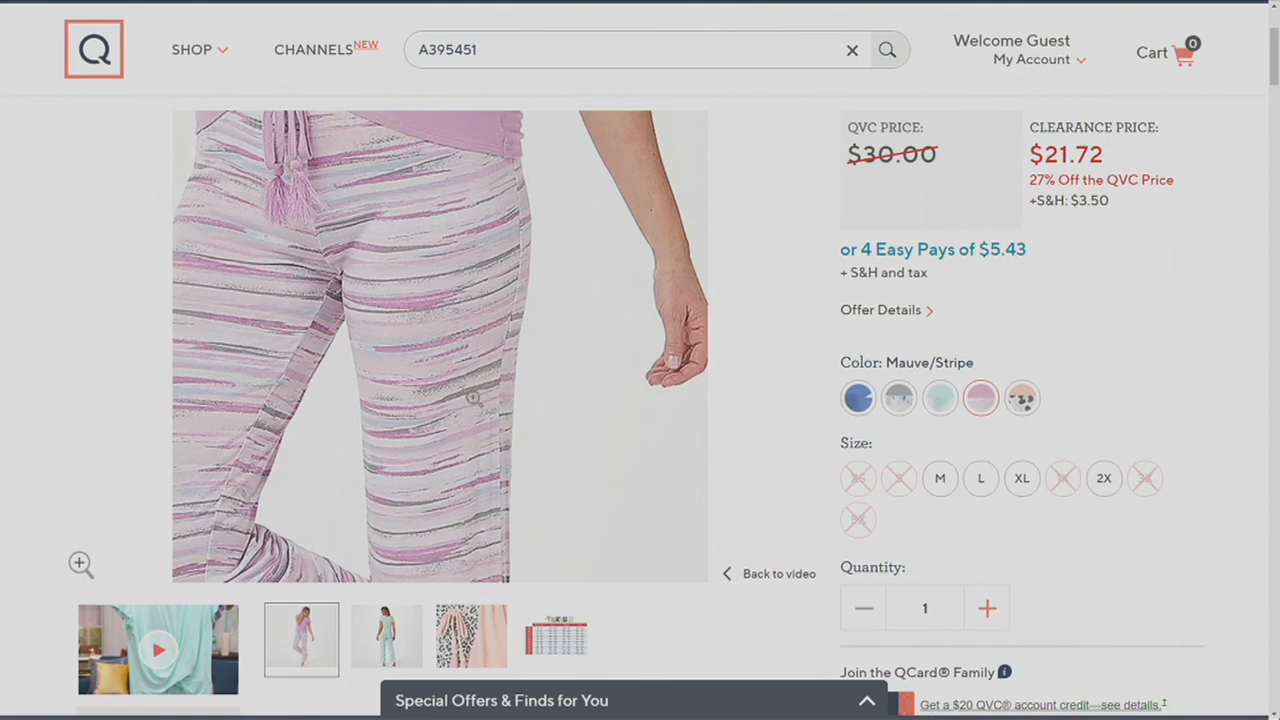 Q
SHOP
CHANNELS NEW
A395451
Welcome Guest
My Account
Cart
0
QVC PRICE:
$30.00
CLEARANCE PRICE:
$21.72
27% Off the QVC Price
+S&H: $3.50
or 4 Easy Pays of $5.43
+ S&H and tax
Offer Details
Color: Mauve/Stripe
Size:
M L XL 2X
Back to video
Quantity:
1
Join the QCard® Family
Special Offers & Finds for You
Get a $20 QVC® account credit—see details.‡